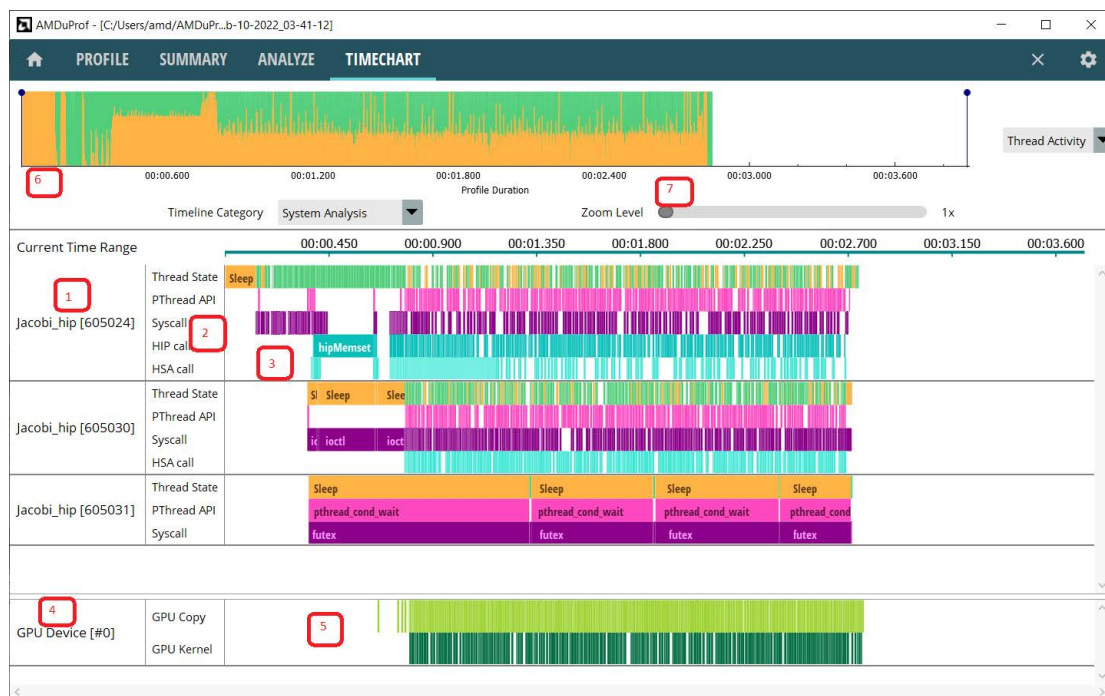 AMDuProf - [C:/Users/amd/AMDuPr...b-10-2022_03-41-12]
PROFILE SUMMARY ANALYZE TIMECHART
Thread Activity
6
00:00.600 00:01.200 00:01.800 00:02.400 00:03.000 00:03.600
Profile Duration
7
Timeline Category System Analysis Zoom Level 1x
Current Time Range 00:00.450 00:00.900 00:01.350 00:01.800 00:02.250 00:02.700 00:03.150 00:03.600
1
Jacobi_hip [605024]
Thread State Sleep
PThread API
Syscall
2
HIP call hipMemset
3
HSA call
Jacobi_hip [605030]
Thread State Sl Sleep Slee
PThread API
Syscall ic ioctl ioct
HSA call
Jacobi_hip [605031]
Thread State Sleep Sleep Sleep Sleep
PThread API pthread_cond_wait pthread_cond_wait pthread_cond_wait pthread_cond
Syscall futex futex futex futex
4
GPU Device [#0]
GPU Copy
5
GPU Kernel